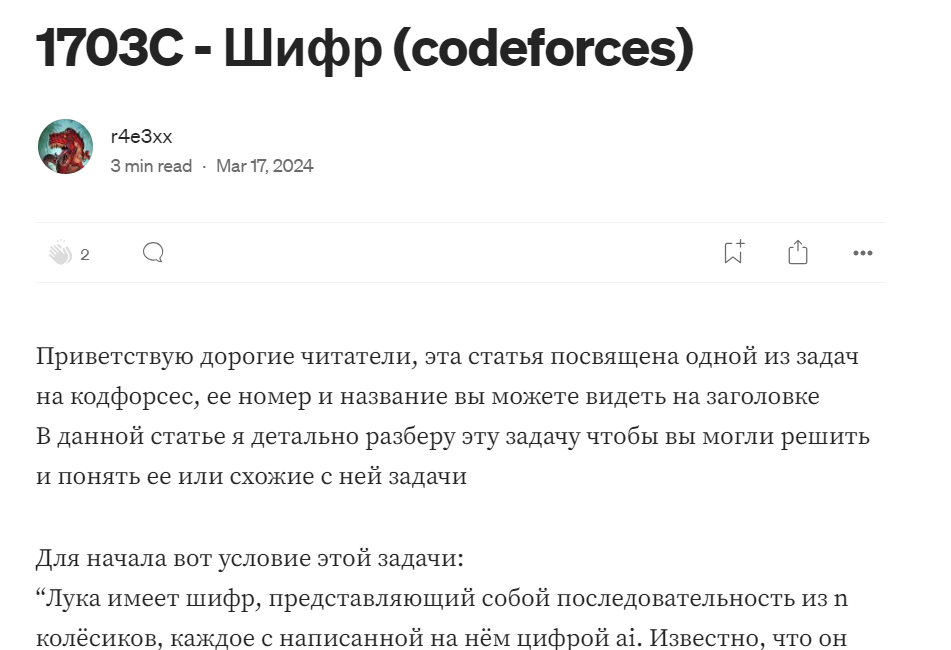 1703C - Шифр (codeforces)
r4e3xx
3 min read · Mar 17, 2024
2
Приветствую дорогие читатели, эта статья посвящена одной из задач
на кодфорсес, ее номер и название вы можете видеть на заголовке
В данной статье я детально разберу эту задачу чтобы вы могли решить
и понять ее или схожие с ней задачи
Для начала вот условие этой задачи:
“Лука имеет шифр, представляющий собой последовательность из n
колёсиков, каждое с написанной на нём цифрой ai. Известно, что он